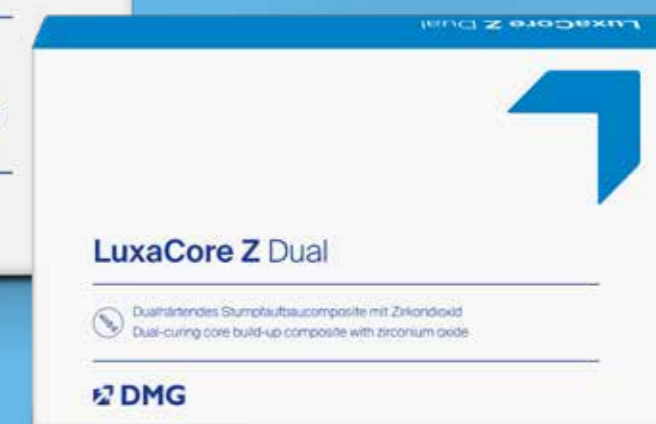 LuxaCore Z Dual
LuxaCore Z Dual
Dualhärtendes Stumpfaufbaucomposite mit Zirkondioxid
Dual-curing core build-up composite with zirconium oxide
DMG